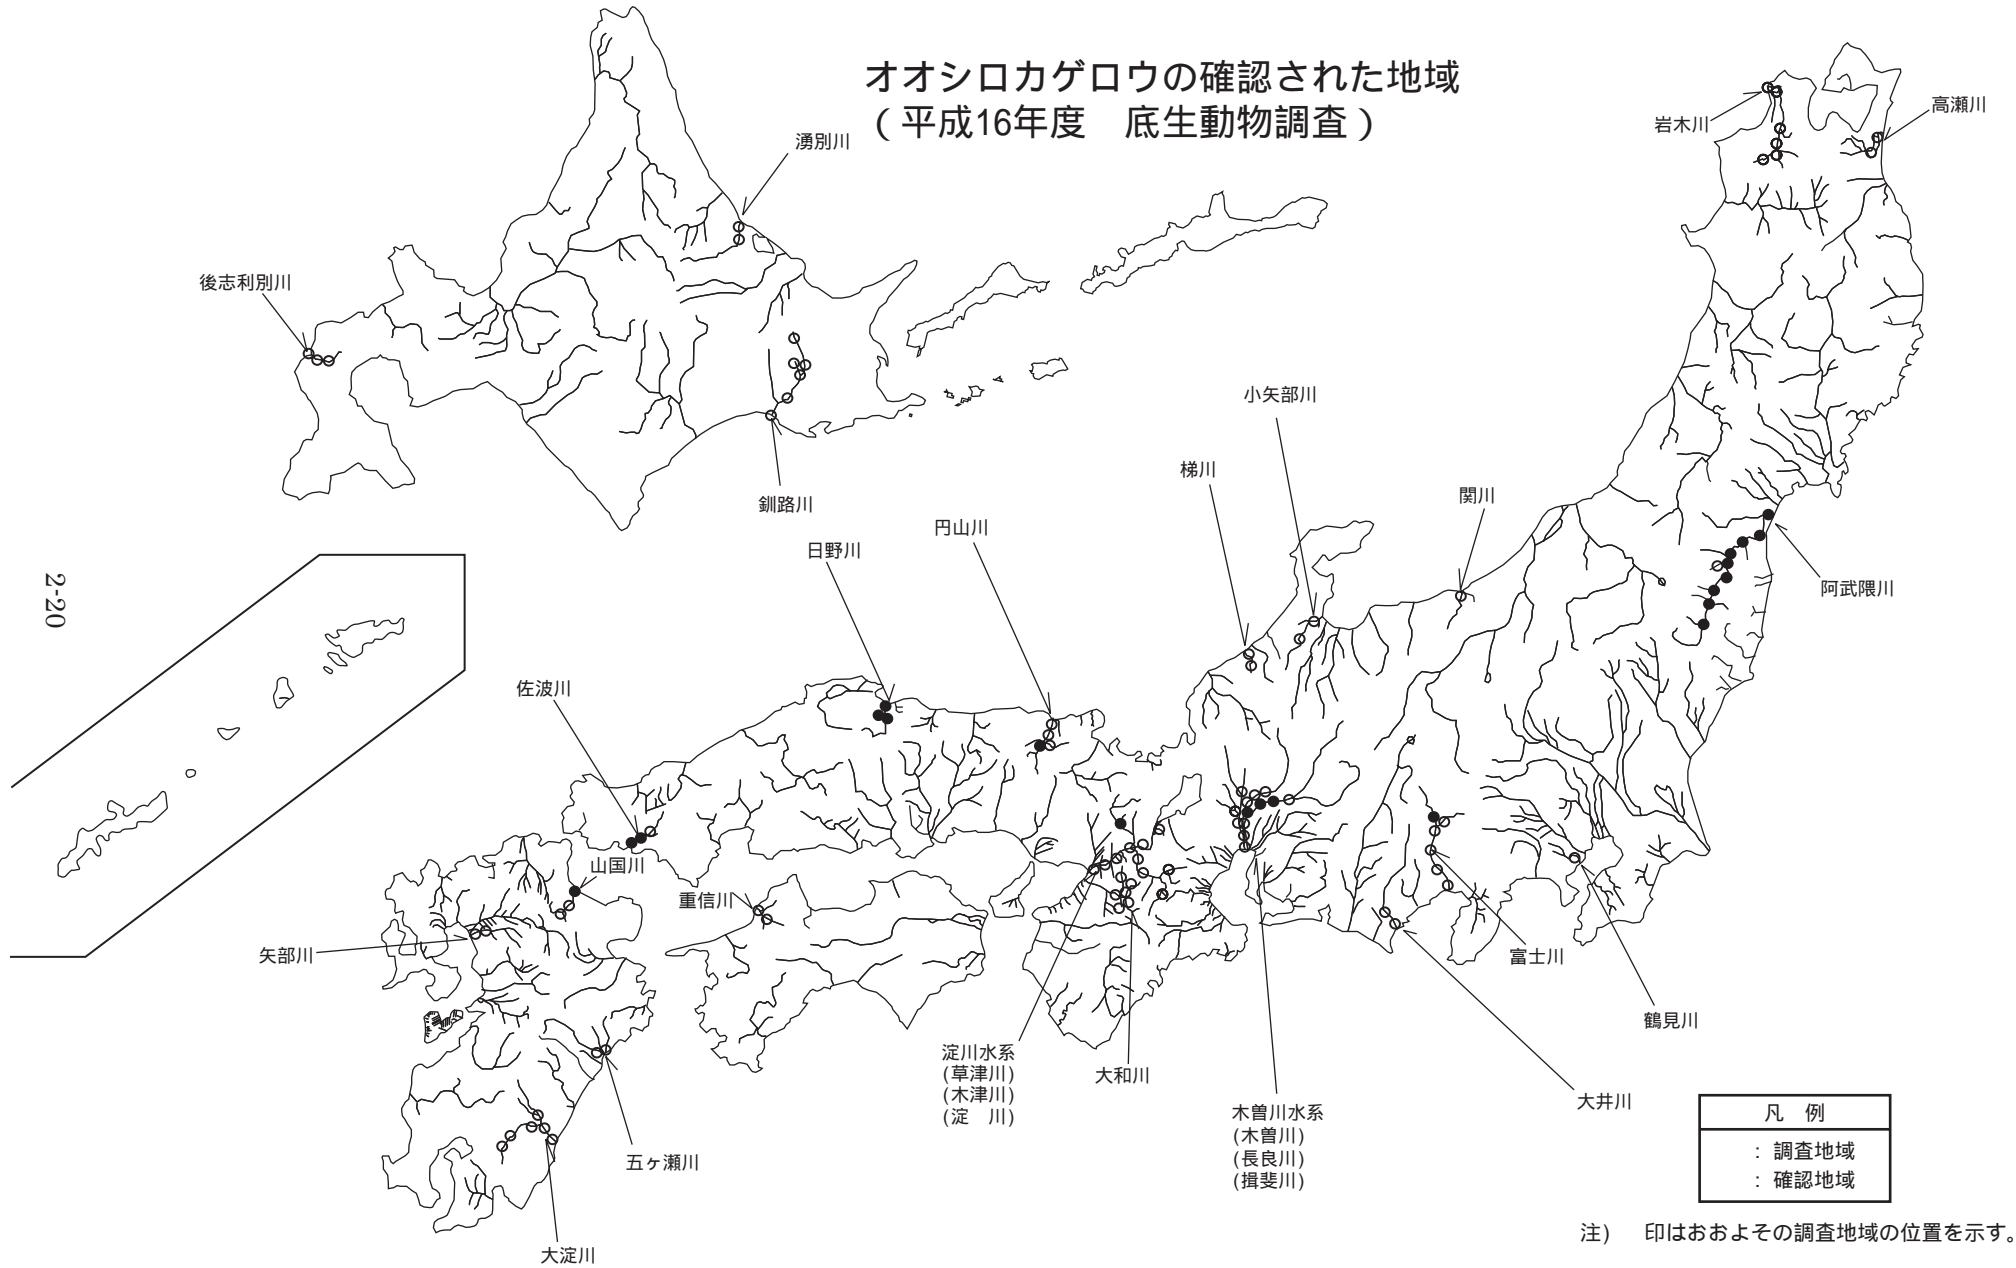 オオシロカゲロウの確認された地域
（平成16年度　底生動物調査）
湧別川
後志利別川
釧路川
岩木川
高瀬川
小矢部川
梯川
関川
円山川
日野川
阿武隈川
佐波川
山国川
重信川
矢部川
五ヶ瀬川
大淀川
淀川水系
(草津川)
(木津川)
(淀　川)
大和川
木曽川水系
(木曽川)
(長良川)
(揖斐川)
大井川
富士川
鶴見川
凡　例
：調査地域
：確認地域
注)　印はおおよその調査地域の位置を示す。
2-20